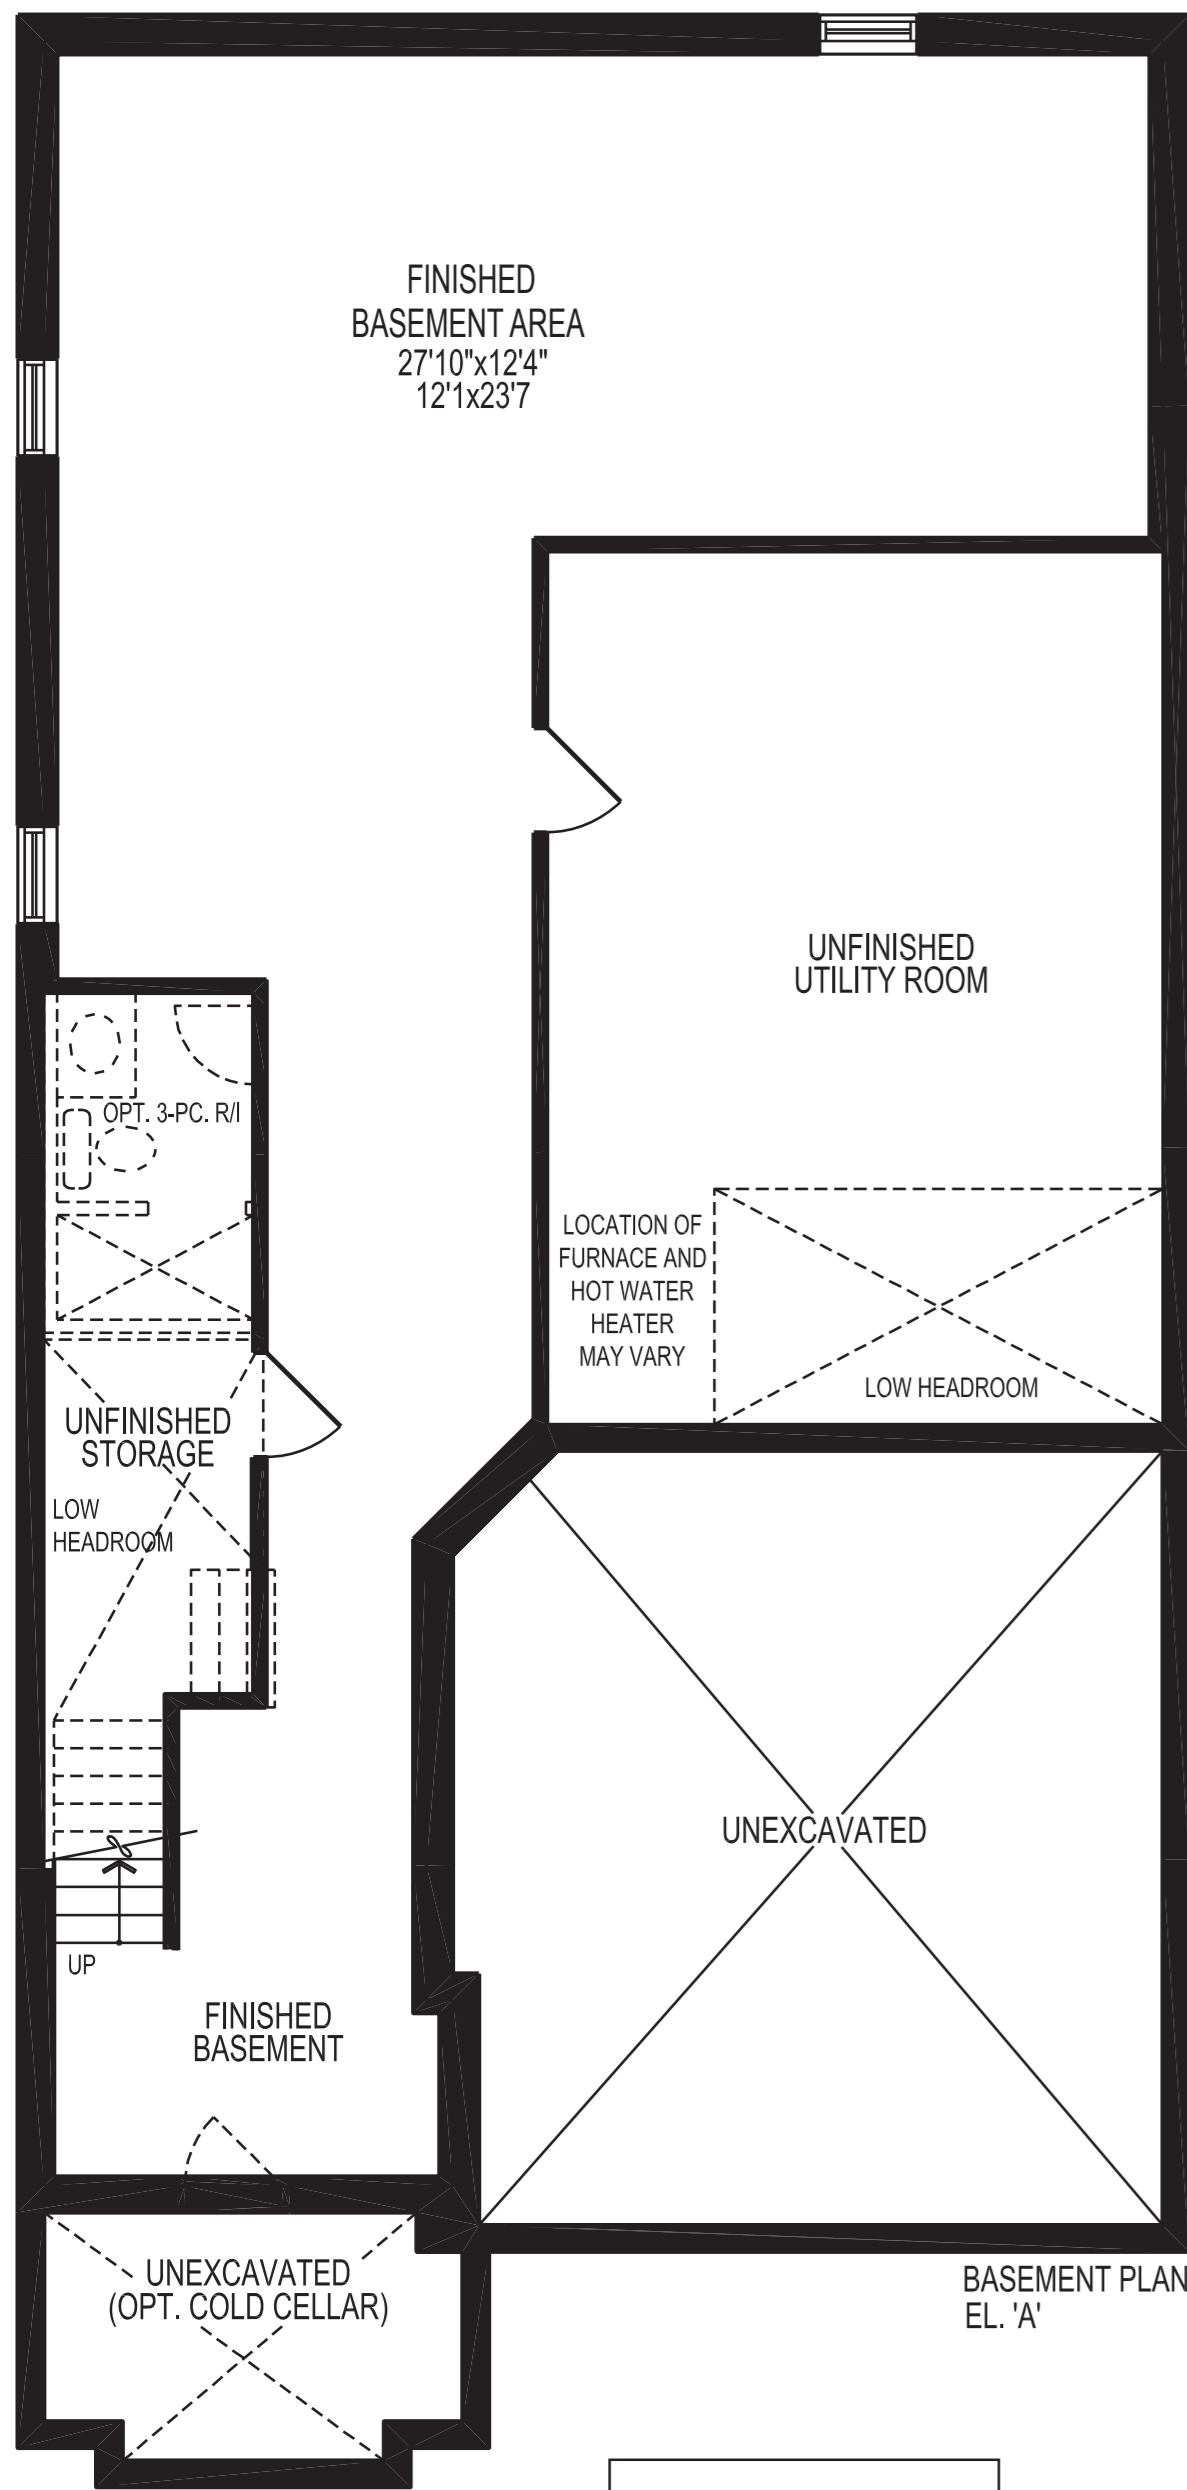 FINISHED
BASEMENT AREA
27'10"x12'4"
12'1x23'7
UNFINISHED
UTILITY ROOM
OPT. 3-PC. R/I
LOCATION OF
FURNACE AND
HOT WATER
HEATER
MAY VARY
LOW HEADROOM
UNFINISHED
STORAGE
LOW
HEADROOM
UNEXCAVATED
UP
FINISHED
BASEMENT
UNEXCAVATED
(OPT. COLD CELLAR)
BASEMENT PLAN
EL. 'A'